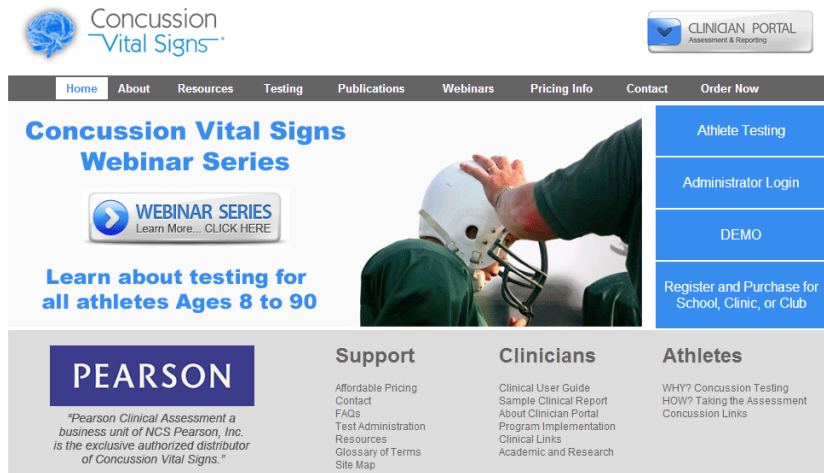 Concussion
Vital Signs
CLINICIAN PORTAL
Assessment & Reporting
Home About Resources Testing Publications Webinars Pricing Info Contact Order Now
Concussion Vital Signs
Webinar Series
WEBINAR SERIES
Learn More... CLICK HERE
Learn about testing for
all athletes Ages 8 to 90
Athlete Testing
Administrator Login
DEMO
Register and Purchase for
School, Clinic, or Club
PEARSON
"Pearson Clinical Assessment a
business unit of NCS Pearson, Inc.
is the exclusive authorized distributor
of Concussion Vital Signs."
Support
Affordable Pricing
Contact
FAQs
Test Administration
Resources
Glossary of Terms
Site Map
Clinicians
Clinical User Guide
Sample Clinical Report
About Clinician Portal
Program Implementation
Clinical Links
Academic and Research
Athletes
WHY? Concussion Testing
HOW? Taking the Assessment
Concussion Links